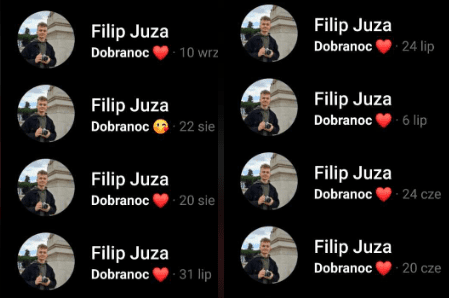 Filip Juza
Dobranoc ❤️ · 10 wrz
Filip Juza
Dobranoc 😘 · 22 sie
Filip Juza
Dobranoc ❤️ · 20 sie
Filip Juza
Dobranoc ❤️ · 31 lip
Filip Juza
Dobranoc ❤️ · 24 lip
Filip Juza
Dobranoc ❤️ · 6 lip
Filip Juza
Dobranoc ❤️ · 24 cze
Filip Juza
Dobranoc ❤️ · 20 cze